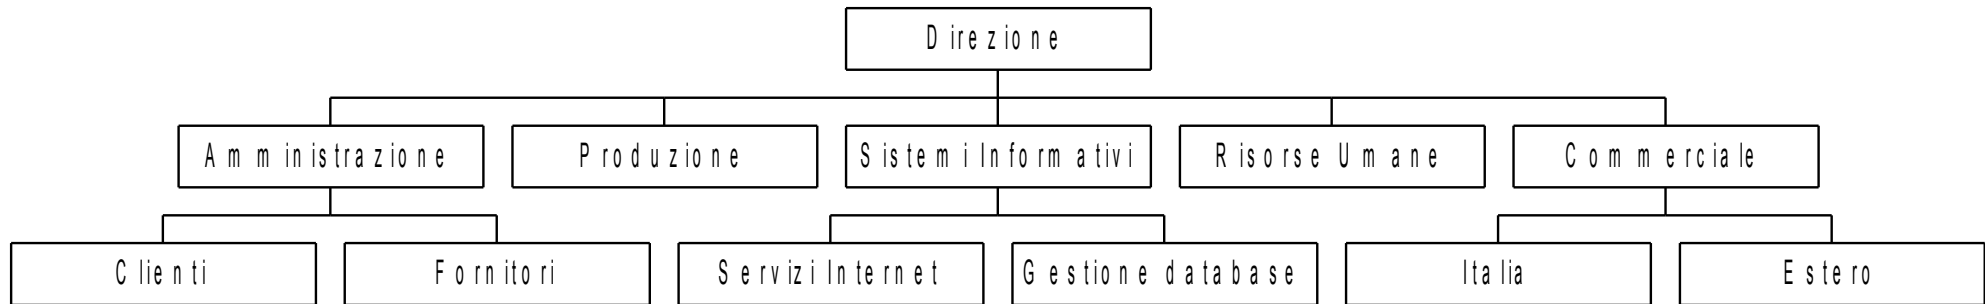 Direzione
Amministrazione
Produzione
Sistemi Informativi
Risorse Umane
Commerciale
Clienti
Fornitori
Servizi Internet
Gestione database
Italia
Estero